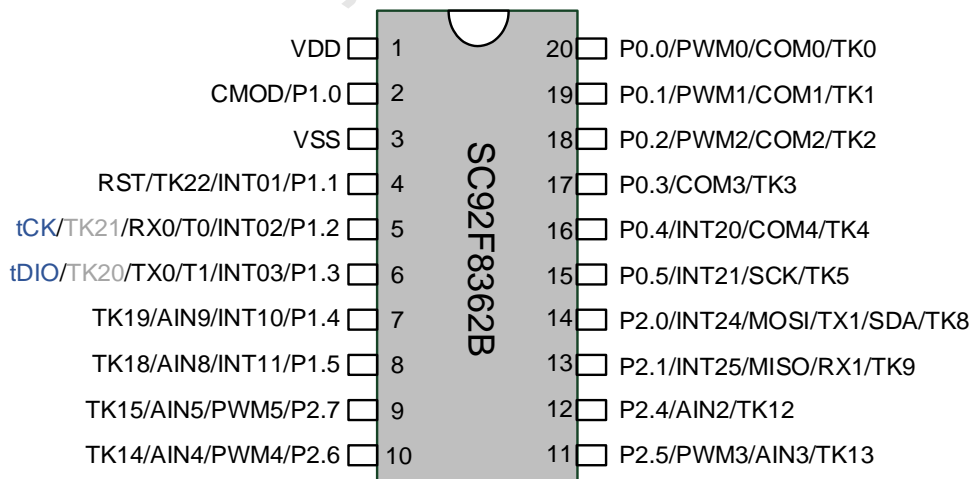 VDD 1 20 P0.0/PWM0/COM0/TK0
CMOD/P1.0 2 19 P0.1/PWM1/COM1/TK1
VSS 3 18 P0.2/PWM2/COM2/TK2
RST/TK22/INT01/P1.1 4 17 P0.3/COM3/TK3
tCK/TK21/RX0/T0/INT02/P1.2 5 16 P0.4/INT20/COM4/TK4
tDIO/TK20/TX0/T1/INT03/P1.3 6 15 P0.5/INT21/SCK/TK5
TK19/AIN9/INT10/P1.4 7 14 P2.0/INT24/MOSI/TX1/SDA/TK8
TK18/AIN8/INT11/P1.5 8 13 P2.1/INT25/MISO/RX1/TK9
TK15/AIN5/PWM5/P2.7 9 12 P2.4/AIN2/TK12
TK14/AIN4/PWM4/P2.6 10 11 P2.5/PWM3/AIN3/TK13
SC92F8362B